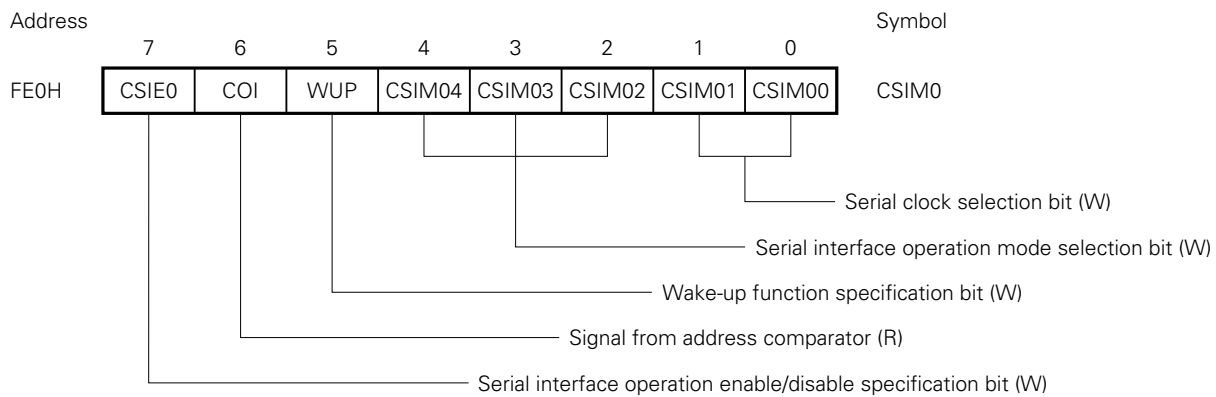 Address Symbol
7 6 5 4 3 2 1 0
FE0H CSIE0 COI WUP CSIM04 CSIM03 CSIM02 CSIM01 CSIM00 CSIM0
Serial clock selection bit (W)
Serial interface operation mode selection bit (W)
Wake-up function specification bit (W)
Signal from address comparator (R)
Serial interface operation enable/disable specification bit (W)